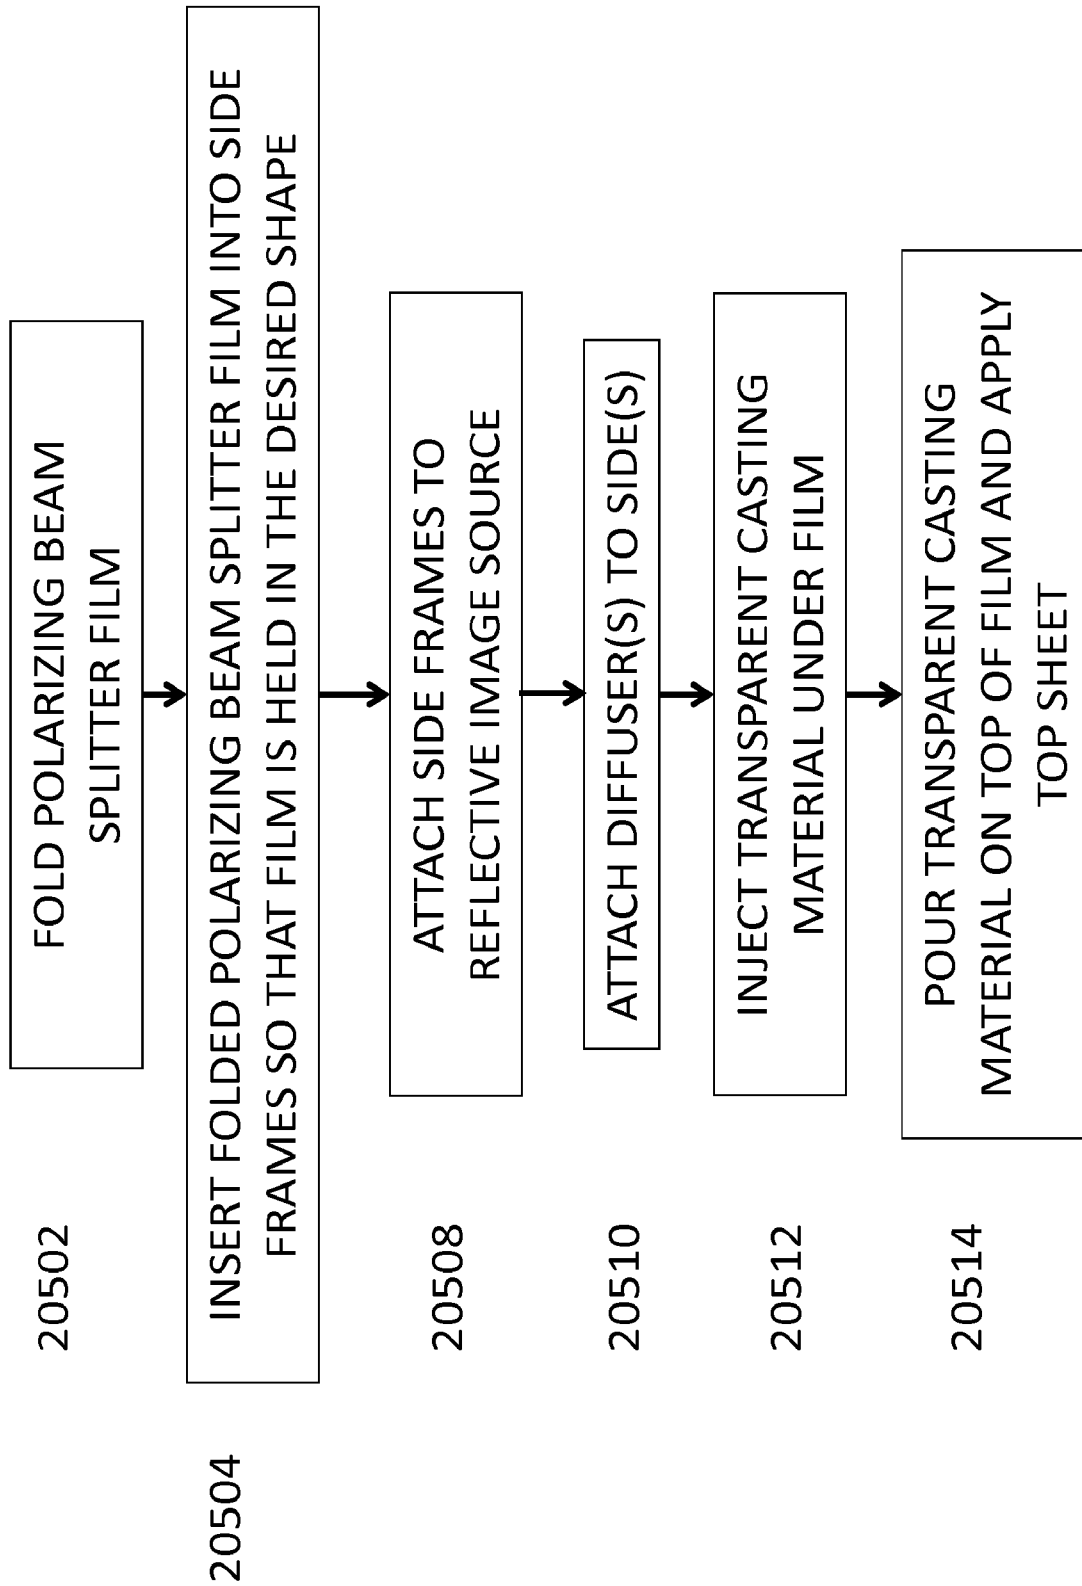 20502
FOLD POLARIZING BEAM
SPLITTER FILM
20504
INSERT FOLDED POLARIZING BEAM SPLITTER FILM INTO SIDE
FRAMES SO THAT FILM IS HELD IN THE DESIRED SHAPE
20508
ATTACH SIDE FRAMES TO
REFLECTIVE IMAGE SOURCE
20510
ATTACH DIFFUSER(S) TO SIDE(S)
20512
INJECT TRANSPARENT CASTING
MATERIAL UNDER FILM
20514
POUR TRANSPARENT CASTING
MATERIAL ON TOP OF FILM AND APPLY
TOP SHEET